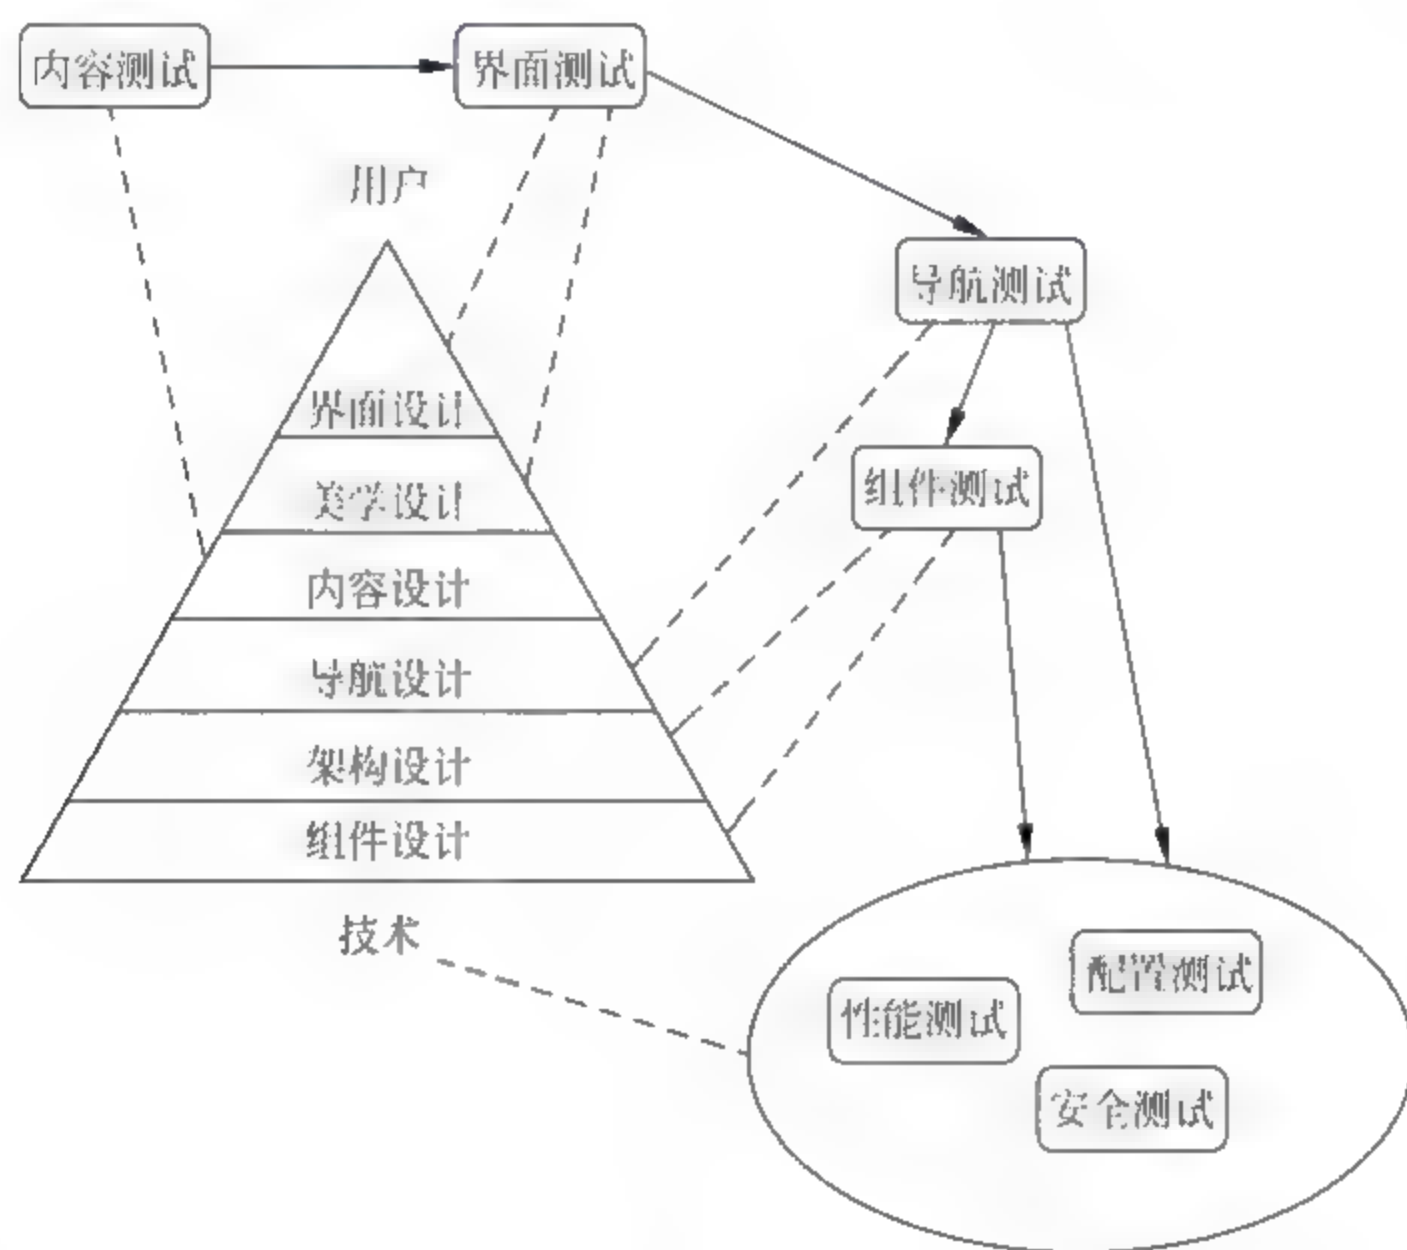 内容测试
界面测试
用户
导航测试
界面设计
组件测试
美学设计
内容设计
导航设计
架构设计
组件设计
技术
配置测试
性能测试
安全测试